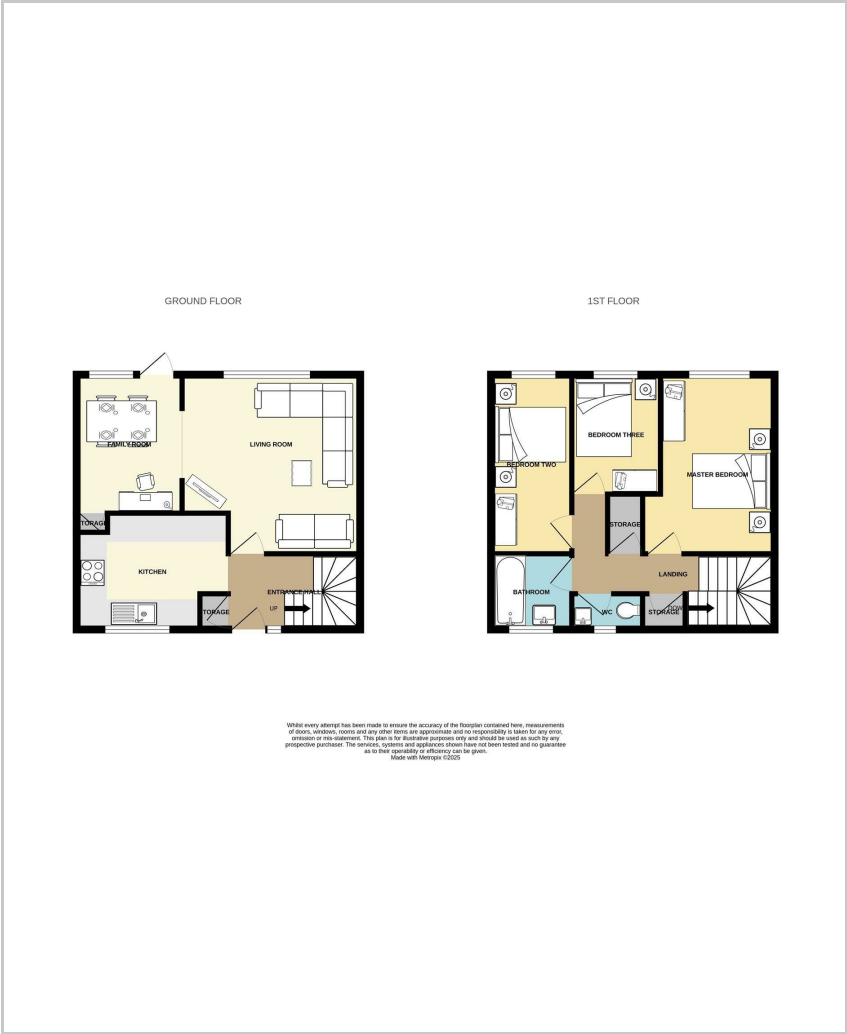 GROUND FLOOR
1ST FLOOR
FAMILY ROOM
LIVING ROOM
TORAGE
KITCHEN
ENTRANCE HALL
TORAGE
UP
BEDROOM TWO
BEDROOM THREE
MASTER BEDROOM
STORAGE
LANDING
BATHROOM
WC
STORAGE
DOW
Whilst every attempt has been made to ensure the accuracy of the floorplan contained here, measurements
of doors, windows, rooms and any other items are approximate and no responsibility is taken for any error,
omission or mis-statement. This plan is for illustrative purposes only and should be used as such by any
prospective purchaser. The services, systems and appliances shown have not been tested and no guarantee
as to their operability or efficiency can be given.
Made with Metropix ©2025